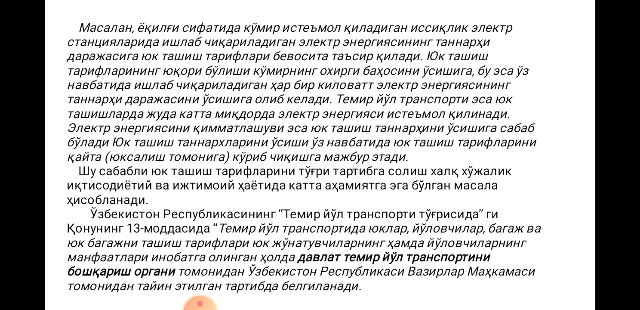 Масалан, ёқилғи сифатида кўмир истеъмол қиладиган иссиқлик электр
станцияларида ишлаб чиқариладиган электр энергиясининг таннарҳи
даражасига юк ташиш тарифлари бевосита таъсир қилади. Юк ташиш
тарифларининг юқори бўлиши кўмирнинг охирги баҳосини ўсишига, бу эса ўз
навбатида ишлаб чиқариладиган ҳар бир киловатт электр энергиясининг
таннарҳи даражасини ўсишига олиб келади. Темир йўл транспорти эса юк
ташишларда жуда катта миқдорда электр энергияси истеъмол қилинади.
Электр энергиясини қимматлашуви эса юк ташиш таннарҳини ўсишига сабаб
бўлади Юк ташиш таннархларини ўсиши ўз навбатида юк ташиш тарифларини
қайта (юксалиш томонига) кўриб чиқишга мажбур этади.
Шу сабабли юк ташиш тарифларини тўғри тартибга солиш халқ хўжалик
иқтисодиётий ва ижтимоий ҳаётида катта аҳамиятга эга бўлган масала
ҳисобланади.
Ўзбекистон Республикасининг “Темир йўл транспорти тўғрисида” ги
Қонунинг 13-моддасида “Темир йўл транспортида юклар, йўловчилар, багаж ва
юк багажни ташиш тарифлари юк жўнатувчиларнинг ҳамда йўловчиларнинг
манфаатлари инобатга олинган ҳолда давлат темир йўл транспортини
бошқариш органи томонидан Ўзбекистон Республикаси Вазирлар Маҳкамаси
томонидан тайин этилган тартибда белгиланади.